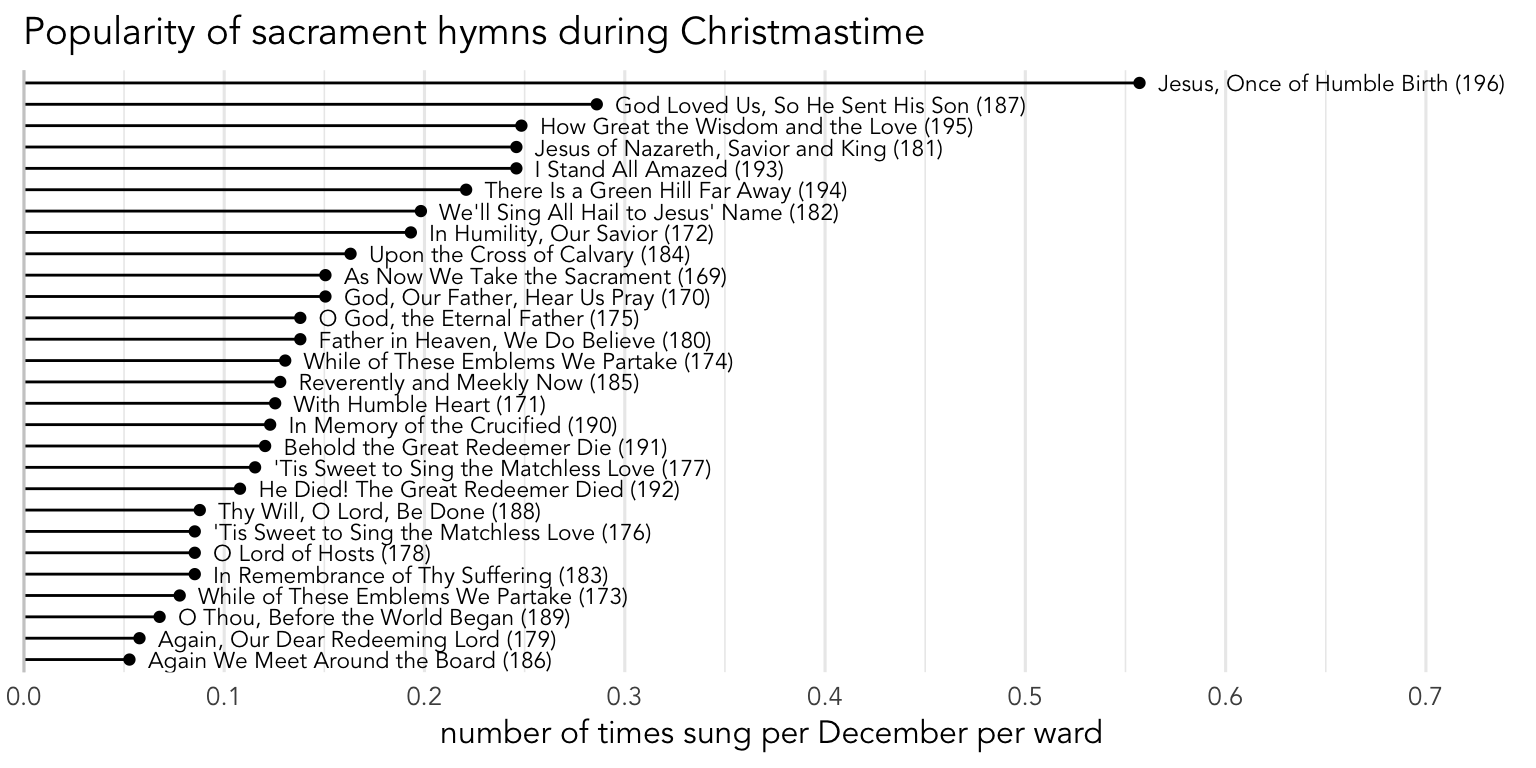 Popularity of sacrament hymns during Christmastime
Jesus, Once of Humble Birth (196)
God Loved Us, So He Sent His Son (187)
How Great the Wisdom and the Love (195)
Jesus of Nazareth, Savior and King (181)
I Stand All Amazed (193)
There Is a Green Hill Far Away (194)
We'll Sing All Hail to Jesus' Name (182)
In Humility, Our Savior (172)
Upon the Cross of Calvary (184)
As Now We Take the Sacrament (169)
God, Our Father, Hear Us Pray (170)
O God, the Eternal Father (175)
Father in Heaven, We Do Believe (180)
While of These Emblems We Partake (174)
Reverently and Meekly Now (185)
With Humble Heart (171)
In Memory of the Crucified (190)
Behold the Great Redeemer Die (191)
'Tis Sweet to Sing the Matchless Love (177)
He Died! The Great Redeemer Died (192)
Thy Will, O Lord, Be Done (188)
'Tis Sweet to Sing the Matchless Love (176)
O Lord of Hosts (178)
In Remembrance of Thy Suffering (183)
While of These Emblems We Partake (173)
O Thou, Before the World Began (189)
Again, Our Dear Redeeming Lord (179)
Again We Meet Around the Board (186)
0.0 0.1 0.2 0.3 0.4 0.5 0.6 0.7
number of times sung per December per ward